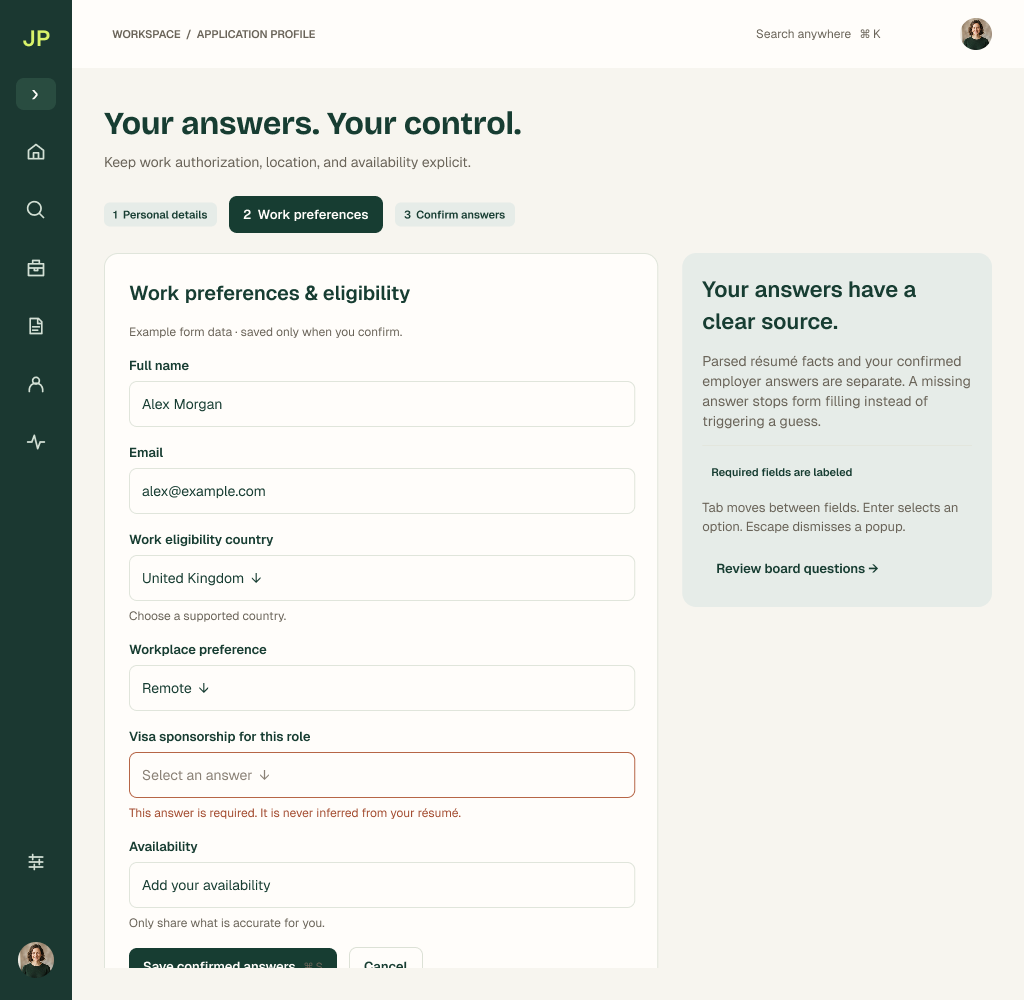 JP
WORKSPACE / APPLICATION PROFILE
Search anywhere ⌘ K
Your answers. Your control.
Keep work authorization, location, and availability explicit.
1 Personal details
2 Work preferences
3 Confirm answers
Work preferences & eligibility
Example form data · saved only when you confirm.
Full name
Alex Morgan
Email
alex@example.com
Work eligibility country
United Kingdom ↓
Choose a supported country.
Workplace preference
Remote ↓
Visa sponsorship for this role
Select an answer ↓
This answer is required. It is never inferred from your résumé.
Availability
Add your availability
Only share what is accurate for you.
Save confirmed answers ⌘ S
Cancel
Your answers have a
clear source.
Parsed résumé facts and your confirmed
employer answers are separate. A missing
answer stops form filling instead of
triggering a guess.
Required fields are labeled
Tab moves between fields. Enter selects an
option. Escape dismisses a popup.
Review board questions →